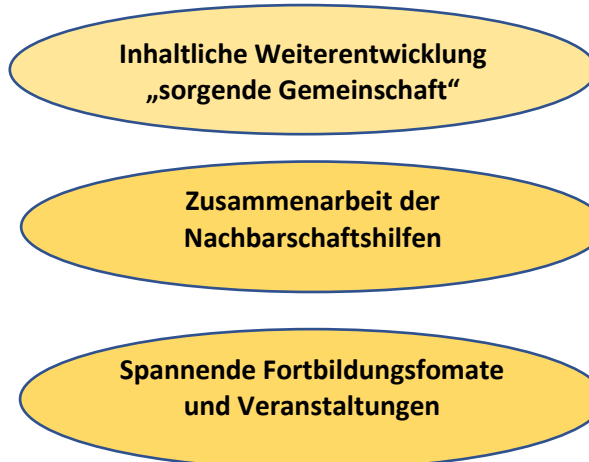 Inhaltliche Weiterentwicklung
„sorgende Gemeinschaft“
Zusammenarbeit der
Nachbarschaftshilfen
Spannende Fortbildungsfomate
und Veranstaltungen